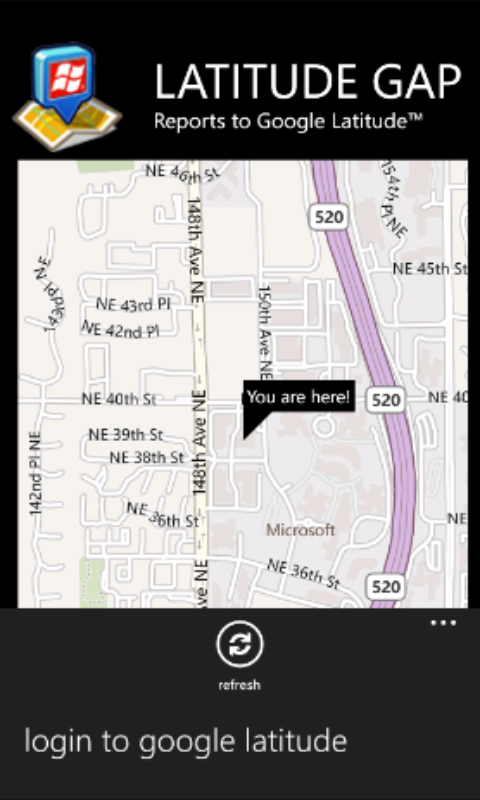 LATITUDE GAP
Reports to Google Latitude™
NE 46th St
154th Pl NE
148th Ave NE
520
NE 45th St
143rd Pl NE
150th Ave NE
NE 43rd Pl
NE 42nd Pl
You are here!
NE 40th St
520
NE 40
148th Ave NE
NE 39th St
142nd Pl NE
NE 38th St
NE 36th St
NE
Microsoft
NE 36th St
ve NE
520
refresh
login to google latitude